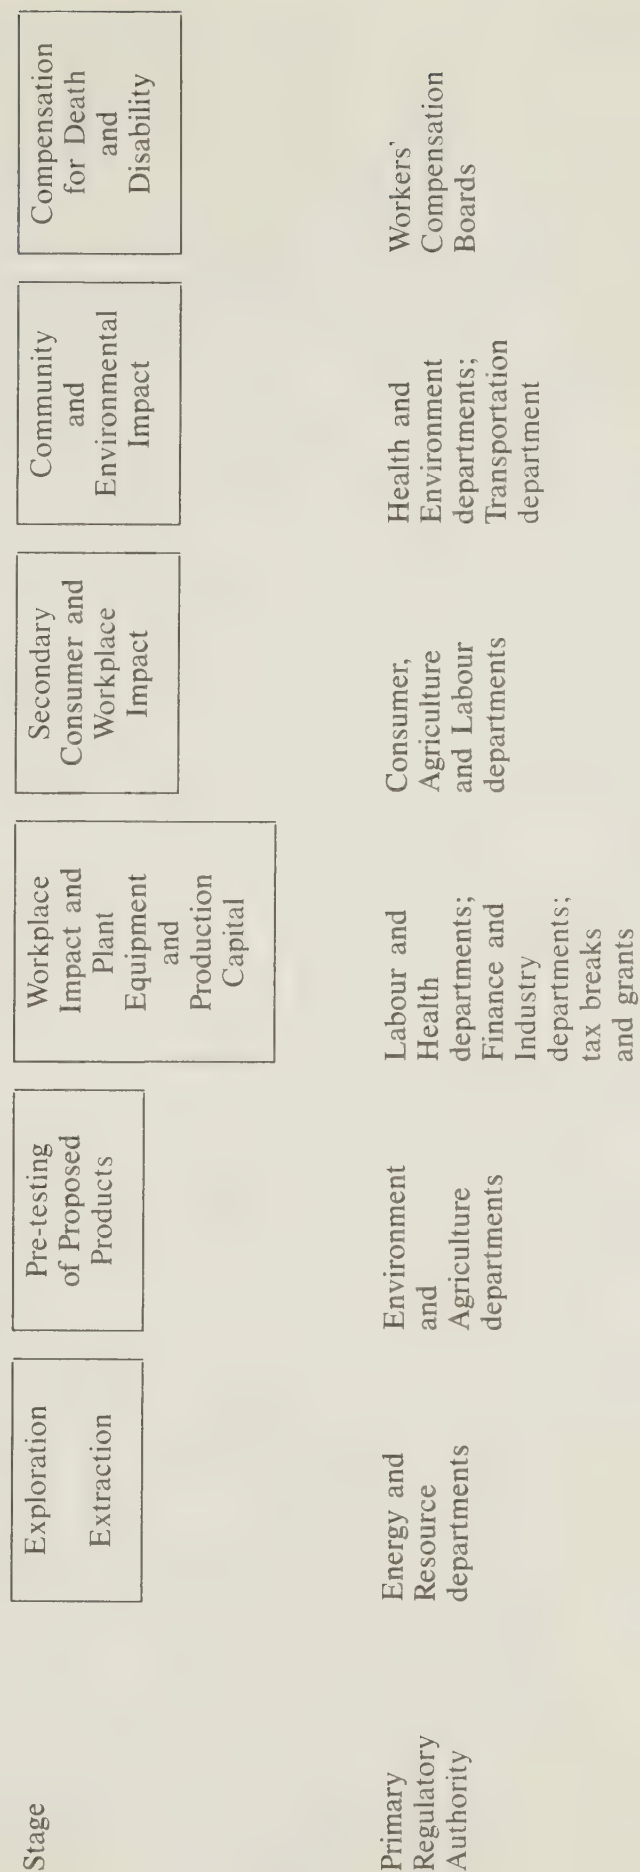 Stage
Exploration
Extraction
Pre-testing
of Proposed
Products
Workplace
Impact and
Plant
Equipment
and
Production
Capital
Secondary
Consumer and
Workplace
Impact
Community
and
Environmental
Impact
Compensation
for Death
and
Disability
Primary
Regulatory
Authority
Energy and
Resource
departments
Environment
and
Agriculture
departments
Labour and
Health
departments;
Finance and
Industry
departments;
tax breaks
and grants
Consumer,
Agriculture
and Labour
departments
Health and
Environment
departments;
Transportation
department
Workers'
Compensation
Boards